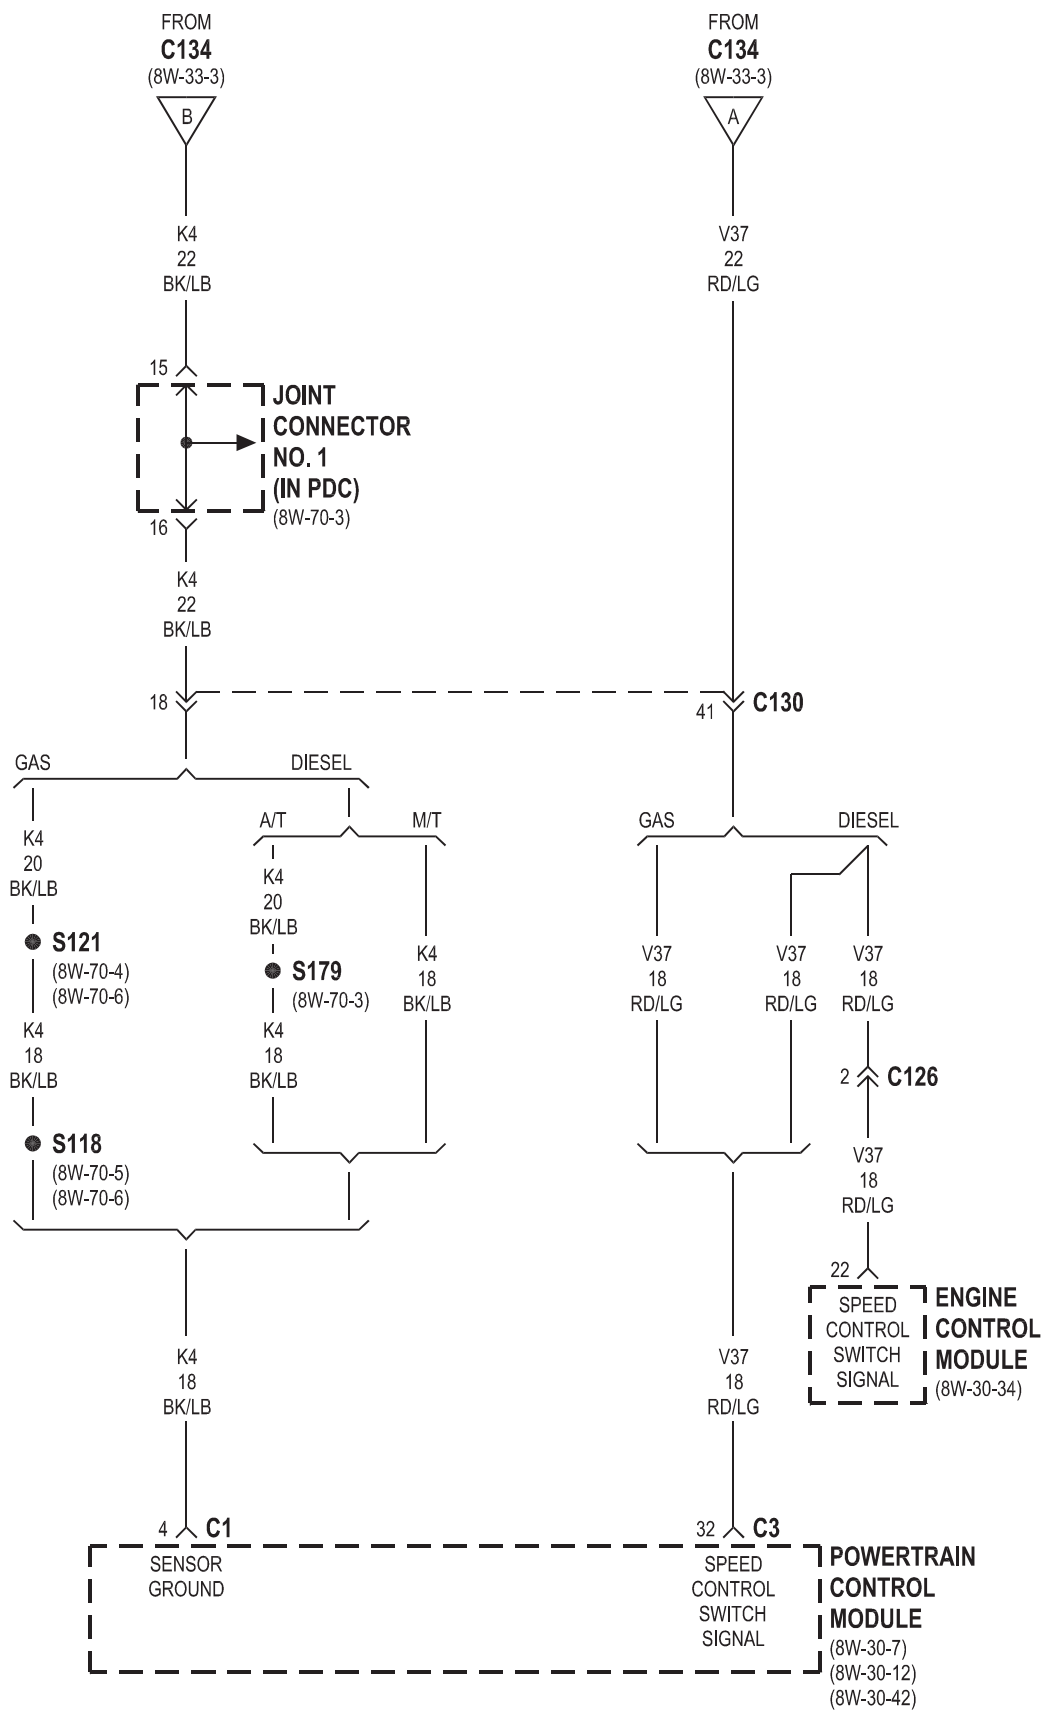 FROM
C134
(8W-33-3)
B
FROM
C134
(8W-33-3)
A
K4
22
BK/LB
V37
22
RD/LG
15
JOINT
CONNECTOR
NO. 1
(IN PDC)
(8W-70-3)
16
K4
22
BK/LB
18
41
C130
GAS
DIESEL
A/T
M/T
GAS
DIESEL
K4
20
BK/LB
K4
20
BK/LB
S121
(8W-70-4)
(8W-70-6)
S179
(8W-70-3)
K4
18
BK/LB
V37
18
RD/LG
V37
18
RD/LG
V37
18
RD/LG
K4
18
BK/LB
K4
18
BK/LB
2
C126
S118
(8W-70-5)
(8W-70-6)
V37
18
RD/LG
22
SPEED
CONTROL
SWITCH
SIGNAL
ENGINE
CONTROL
MODULE
(8W-30-34)
K4
18
BK/LB
V37
18
RD/LG
4
C1
32
C3
SENSOR
GROUND
SPEED
CONTROL
SWITCH
SIGNAL
POWERTRAIN
CONTROL
MODULE
(8W-30-7)
(8W-30-12)
(8W-30-42)